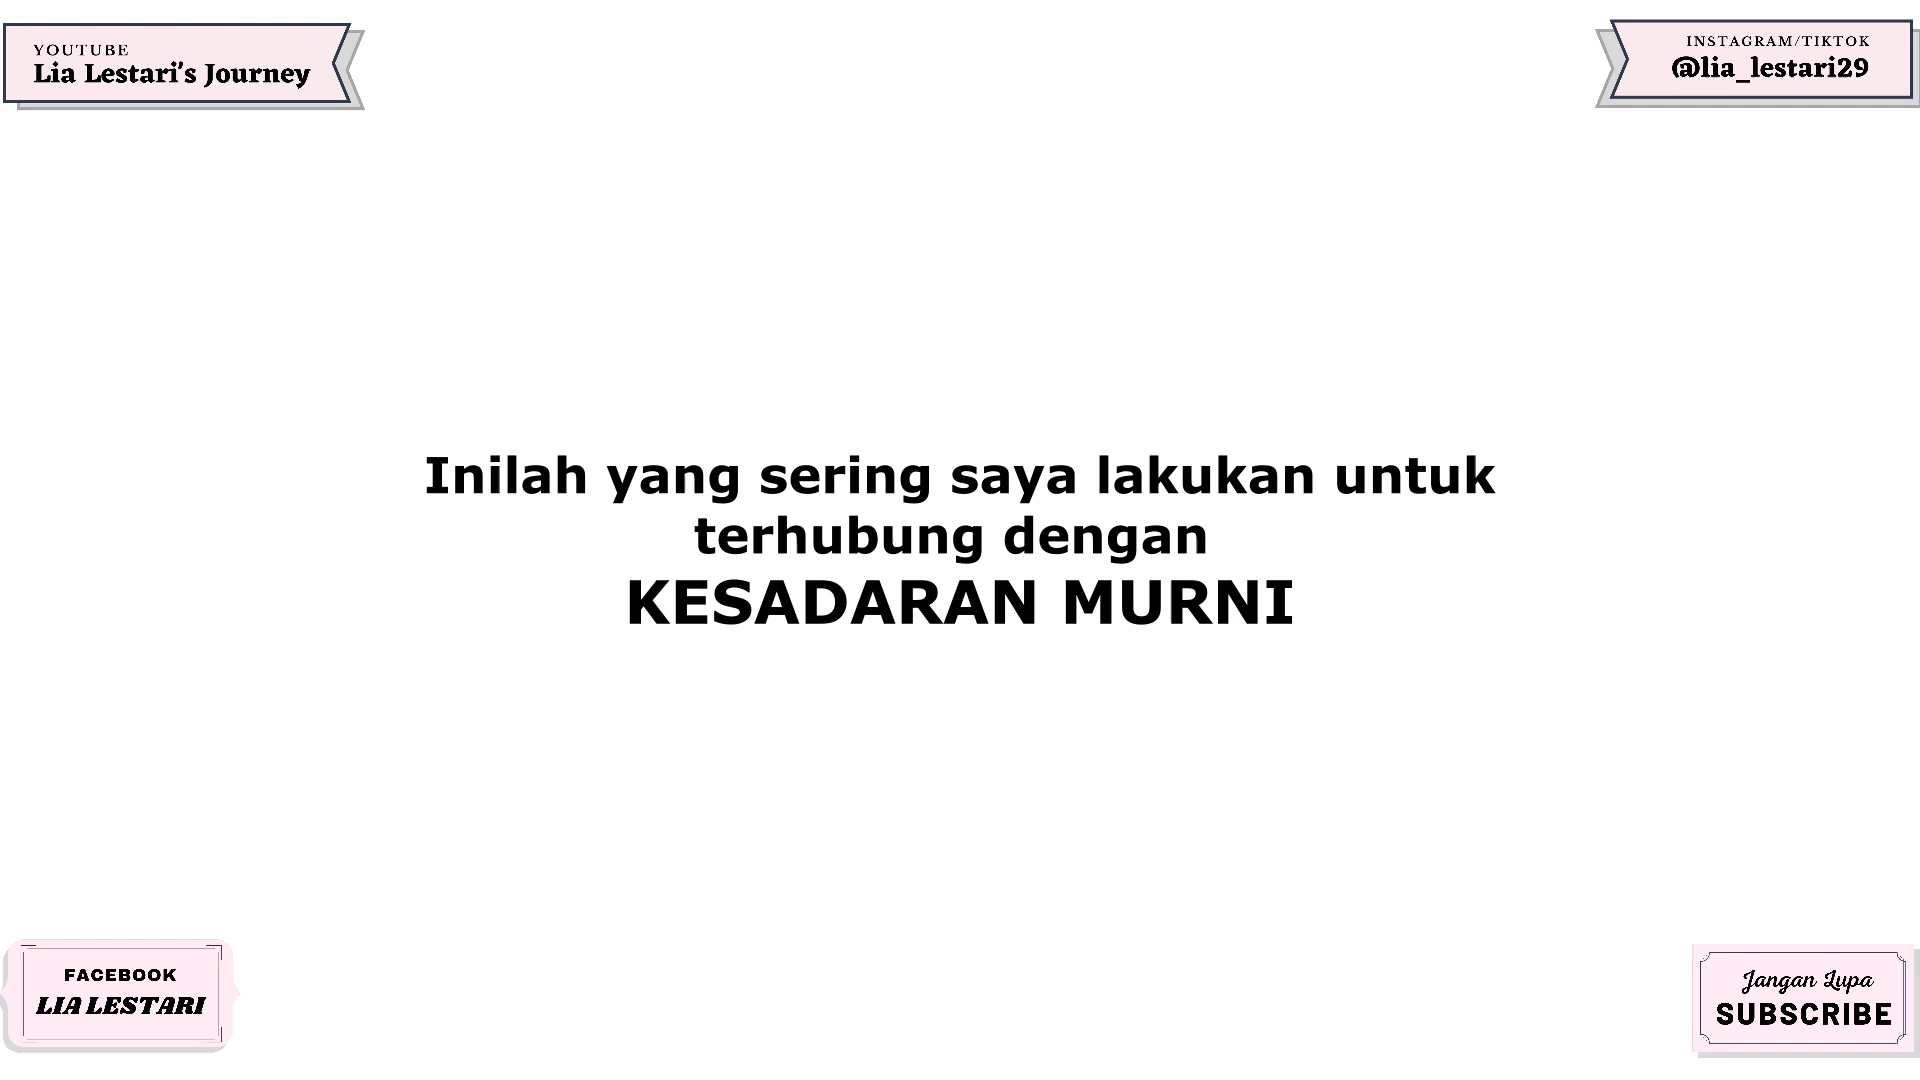 YOUTUBE
Lia Lestari's Journey
INSTAGRAM/TIKTOK
@lia_lestari29
Inilah yang sering saya lakukan untuk
terhubung dengan
KESADARAN MURNI
FACEBOOK
LIA LESTARI
Jangan Lupa
SUBSCRIBE